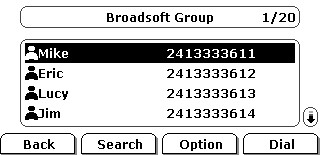 Broadsoft Group 1/20
Mike 2413333611
Eric 2413333612
Lucy 2413333613
Jim 2413333614
Back Search Option Dial